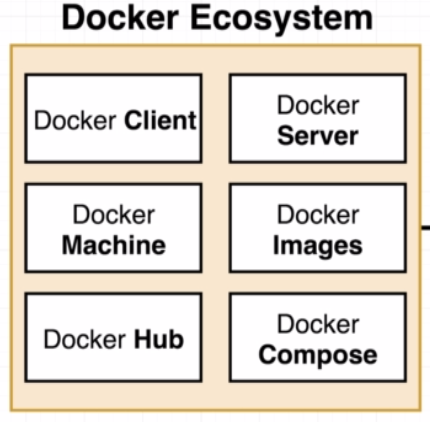 Docker Ecosystem
Docker Client
Docker
Server
Docker
Machine
Docker
Images
Docker Hub
Docker
Compose